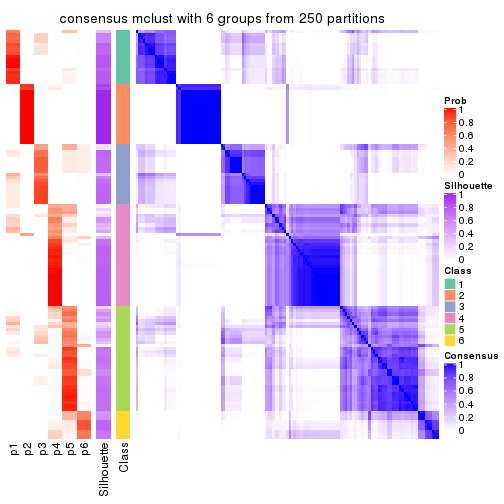 consensus mclust with 6 groups from 250 partitions
Prob
1
0.8
0.6
0.4
0.2
0
Silhouette
1
0.8
0.6
0.4
0.2
0
Class
1
2
3
4
5
6
Consensus
1
0.8
0.6
0.4
0.2
0
p1
p2
p3
p4
p5
p6
Silhouette
Class